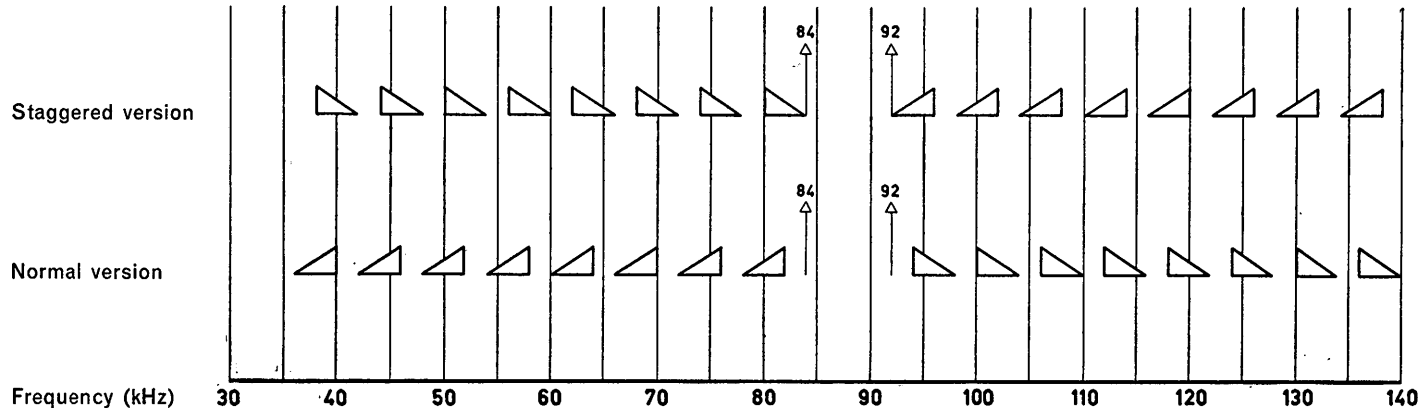 84 92
Staggered version
84 92
Normal version
Frequency (kHz) 30 40 50 60 70 80 90 100 110 120 130 140